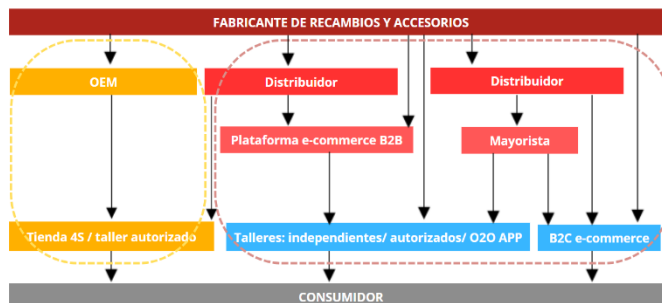 FABRICANTE DE RECAMBIOS Y ACCESORIOS
OEM
Distribuidor
Distribuidor
Plataforma e-commerce B2B
Mayorista
Tienda 4S / taller autorizado
Talleres: independientes/ autorizados/ O2O APP
B2C e-commerce
CONSUMIDOR